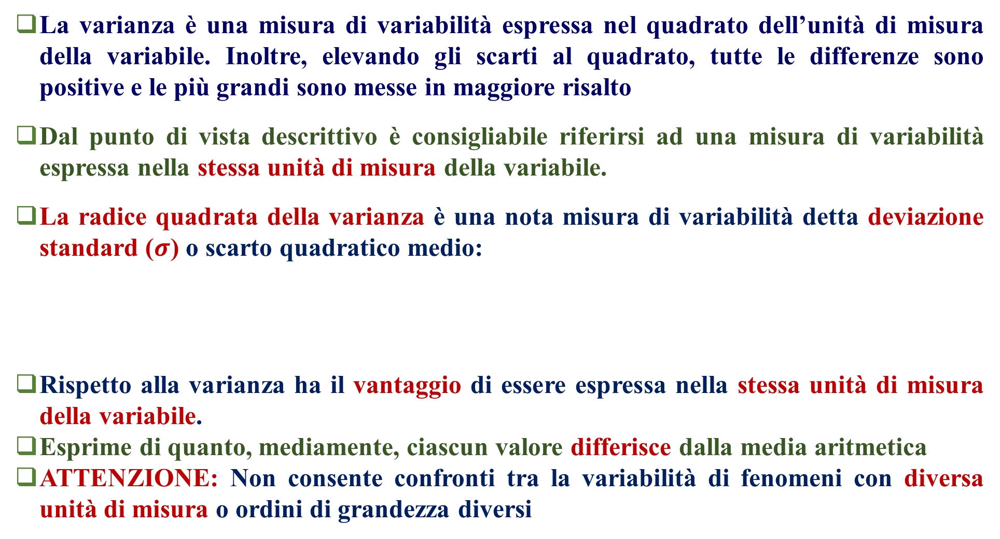 La varianza è una misura di variabilità espressa nel quadrato dell’unità di misura
della variabile. Inoltre, elevando gli scarti al quadrato, tutte le differenze sono
positive e le più grandi sono messe in maggiore risalto
Dal punto di vista descrittivo è consigliabile riferirsi ad una misura di variabilità
espressa nella stessa unità di misura della variabile.
La radice quadrata della varianza è una nota misura di variabilità detta deviazione
standard (σ) o scarto quadratico medio:
Rispetto alla varianza ha il vantaggio di essere espressa nella stessa unità di misura
della variabile.
Esprime di quanto, mediamente, ciascun valore differisce dalla media aritmetica
ATTENZIONE: Non consente confronti tra la variabilità di fenomeni con diversa
unità di misura o ordini di grandezza diversi